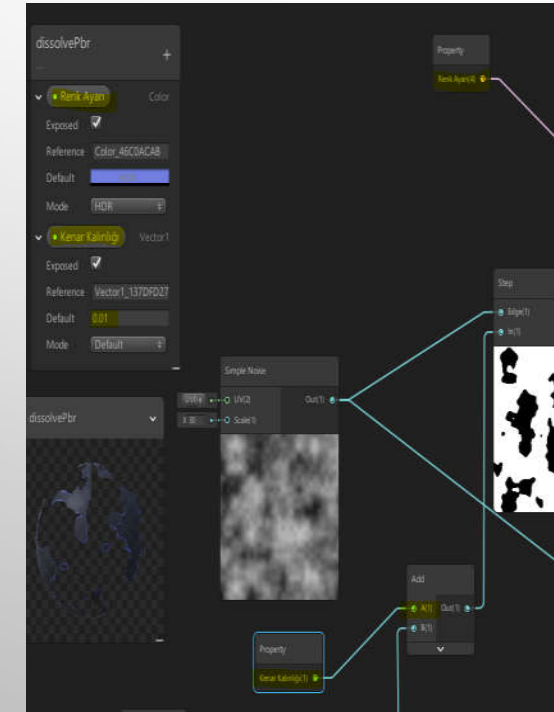 dissolvePbr
Renk Ayarı Color
Exposed
Reference Color_46C0ACAB
Default
Mode HDR
Kenar Kalınlığı Vector1
Exposed
Reference Vector1_137DFD27
Default 0.01
Mode Default
dissolvePbr
Property
Renk Ayarı(4)
Step
Edge(1)
In(1)
Simple Noise
UV(2) Out(1)
Scale(1)
Add
A(1) Out(1)
B(1)
Property
Kenar Kalınlığı(1)